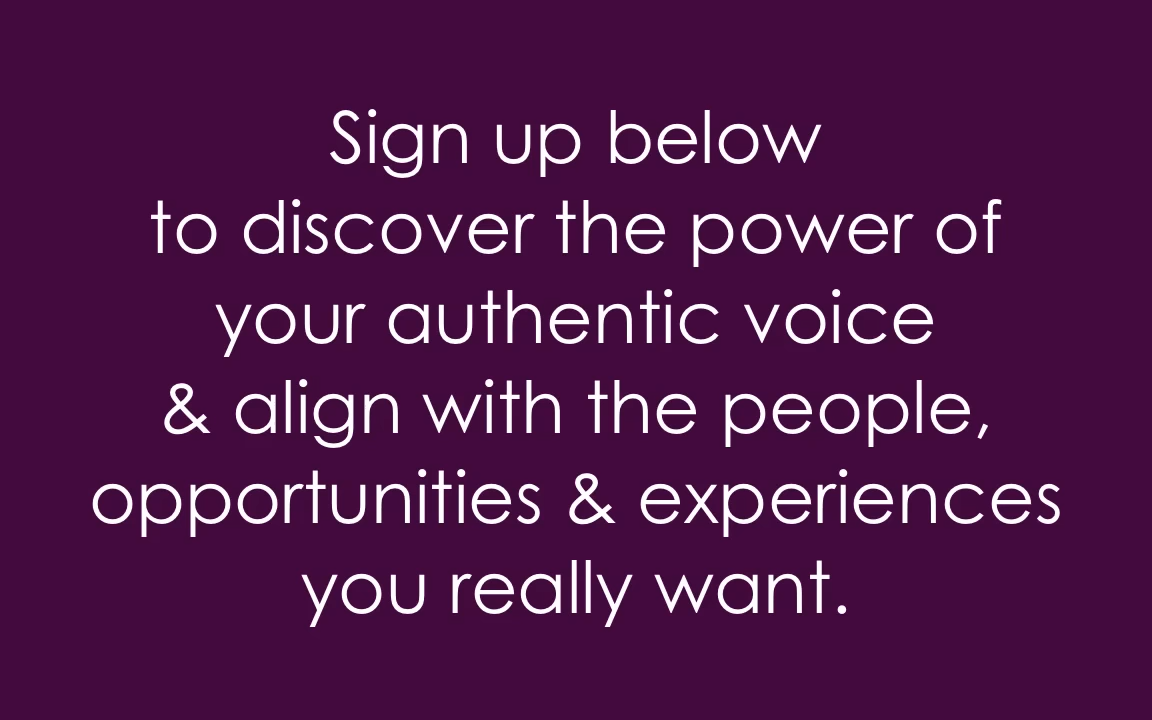 Sign up below
to discover the power of
your authentic voice
& align with the people,
opportunities & experiences
you really want.